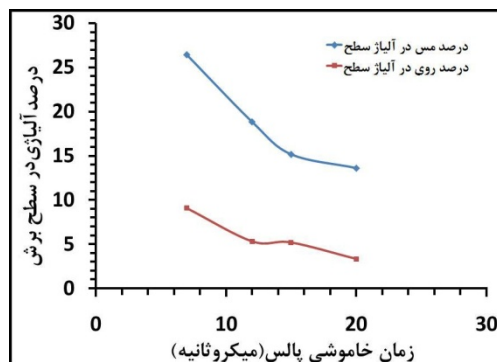 درصد مس در آلیاژ سطح
درصد روی در آلیاژ سطح
درصد آلیاژی در سطح برش
30
25
20
15
10
5
0
0 10 20 30
زمان خاموشی پالس(میکروثانیه)